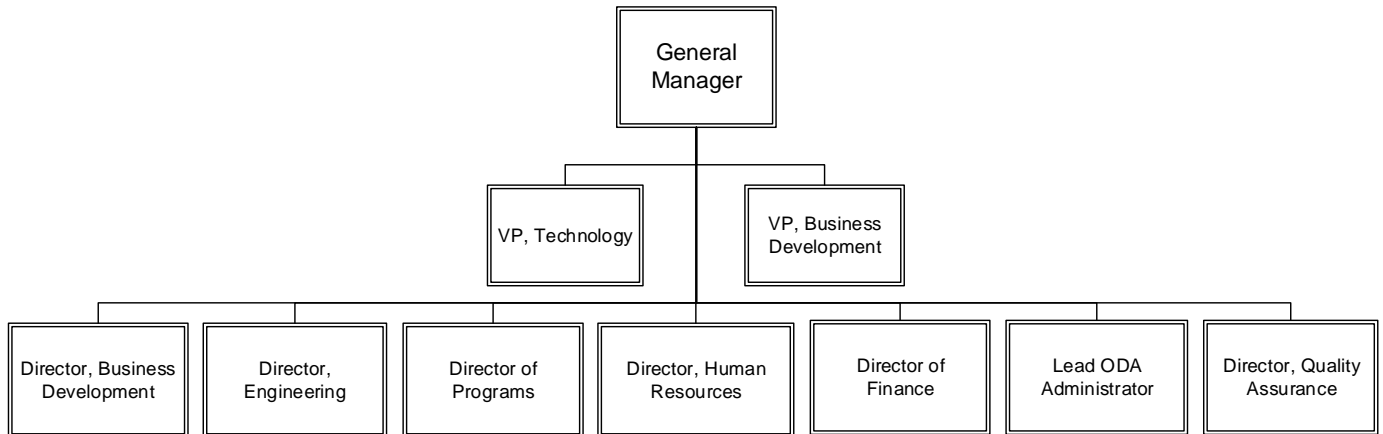 General
Manager
VP, Technology
VP, Business
Development
Director, Business
Development
Director,
Engineering
Director of
Programs
Director, Human
Resources
Director of
Finance
Lead ODA
Administrator
Director, Quality
Assurance